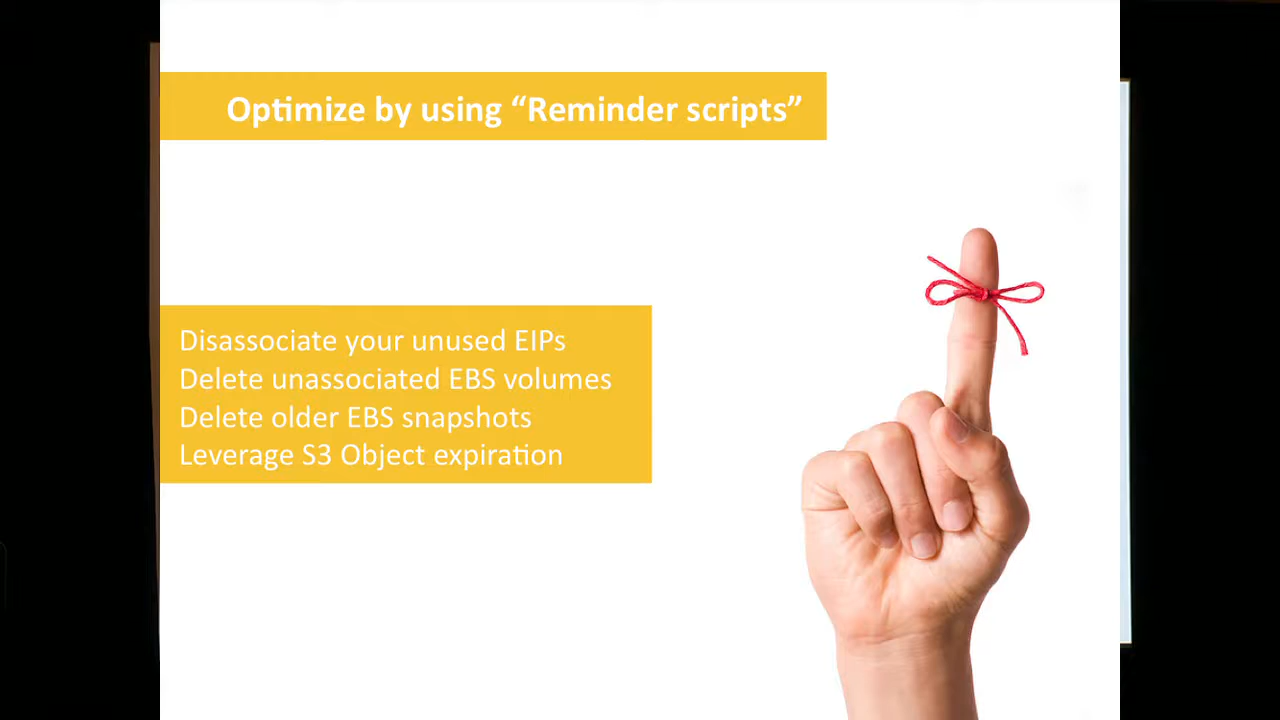 Optimize by using “Reminder scripts”
Disassociate your unused EIPs
Delete unassociated EBS volumes
Delete older EBS snapshots
Leverage S3 Object expiration